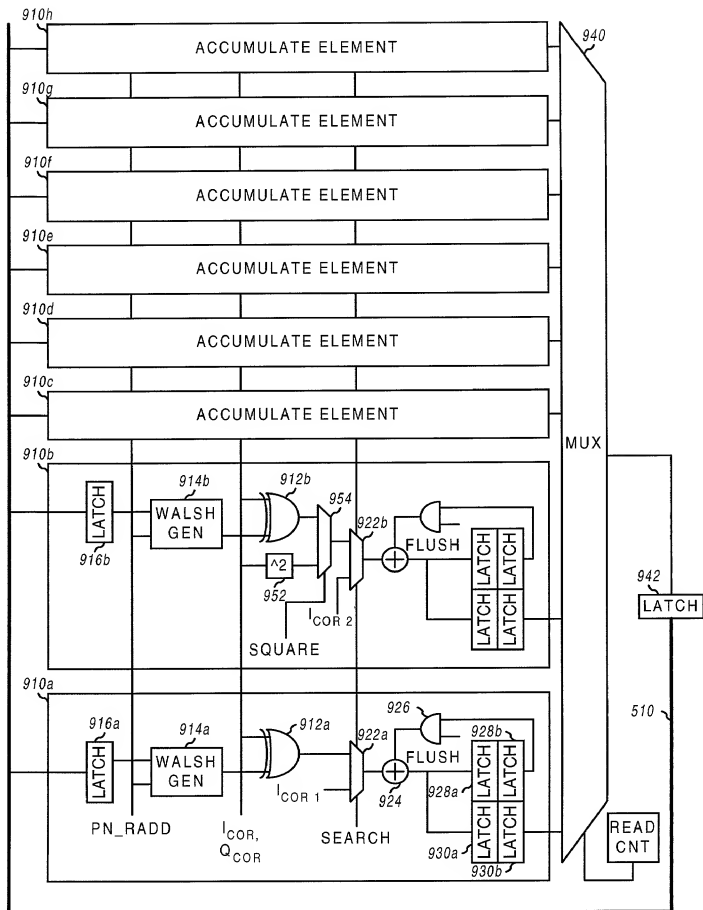 910h
ACCUMULATE ELEMENT
940
910g
ACCUMULATE ELEMENT
910f
ACCUMULATE ELEMENT
910e
ACCUMULATE ELEMENT
910d
ACCUMULATE ELEMENT
910c
ACCUMULATE ELEMENT
MUX
910b
LATCH
916b
914b
WALSH
GEN
912b
954
922b
^2
952
FLUSH
LATCH
LATCH
LATCH
LATCH
I COR 2
SQUARE
942
LATCH
910a
916a
LATCH
914a
WALSH
GEN
912a
922a
926
FLUSH
928b
924
928a
LATCH
LATCH
I COR 1
LATCH
LATCH
930a
930b
510
PN_RADD
I COR,
Q COR
SEARCH
READ
CNT